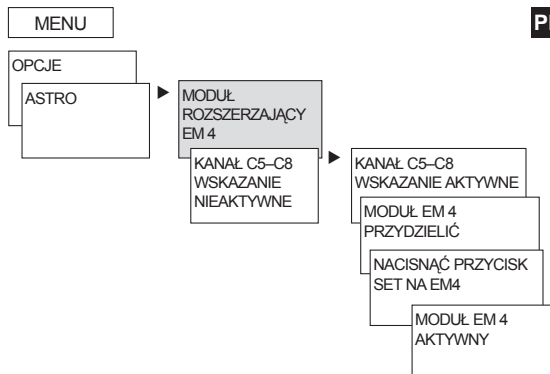 MENU
OPCJE
ASTRO
MODUŁ
ROZSZERZAJĄCY
EM 4
KANAŁ C5–C8
WSKAZANIE
NIEAKTYWNE
KANAŁ C5–C8
WSKAZANIE AKTYWNE
MODUŁ EM 4
PRZYDZIELIĆ
NACISNĄĆ PRZYCISK
SET NA EM4
MODUŁ EM 4
AKTYWNY